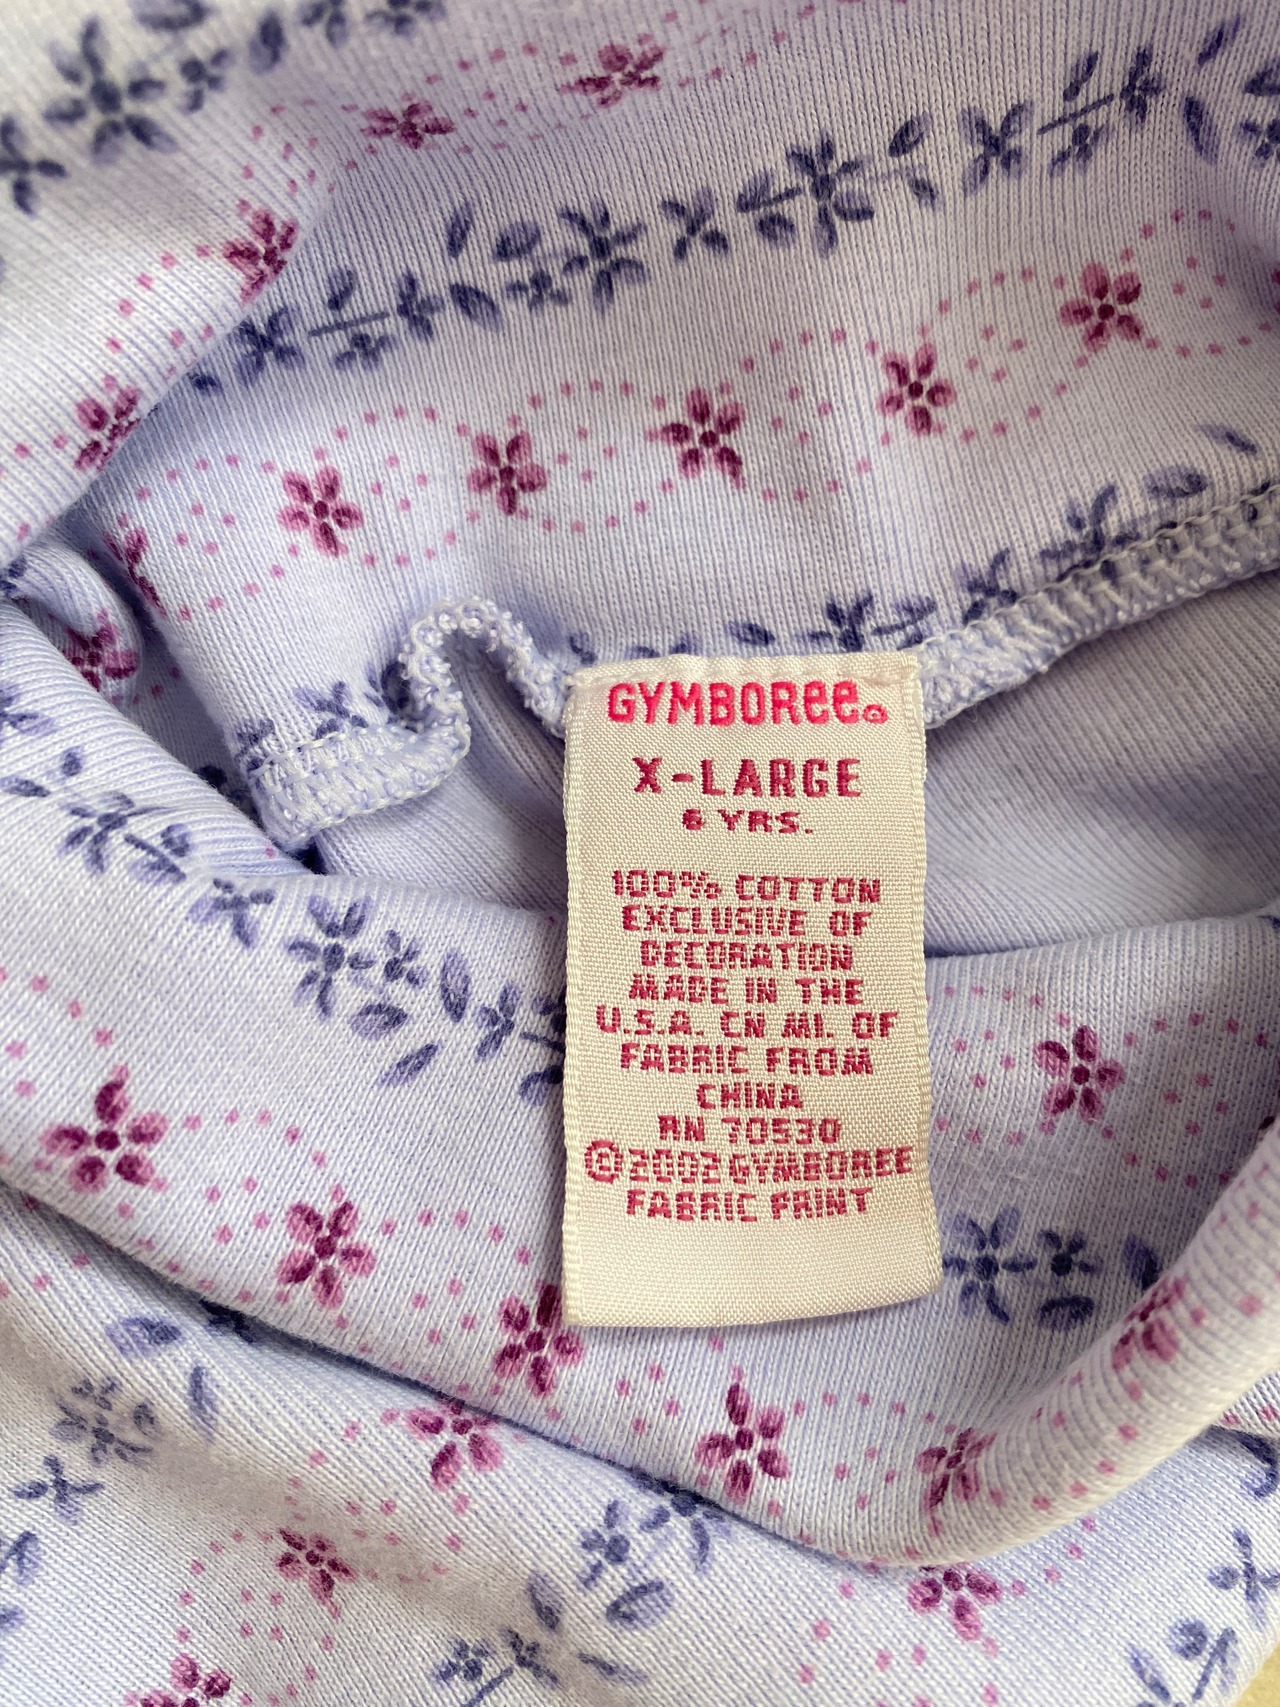 GYMBOREE®
X-LARGE
6 YRS.
100% COTTON
EXCLUSIVE OF
DECORATION
MADE IN THE
U.S.A. CN MI. OF
FABRIC FROM
CHINA
RN 70530
©2002 GYMBOREE
FABRIC PRINT